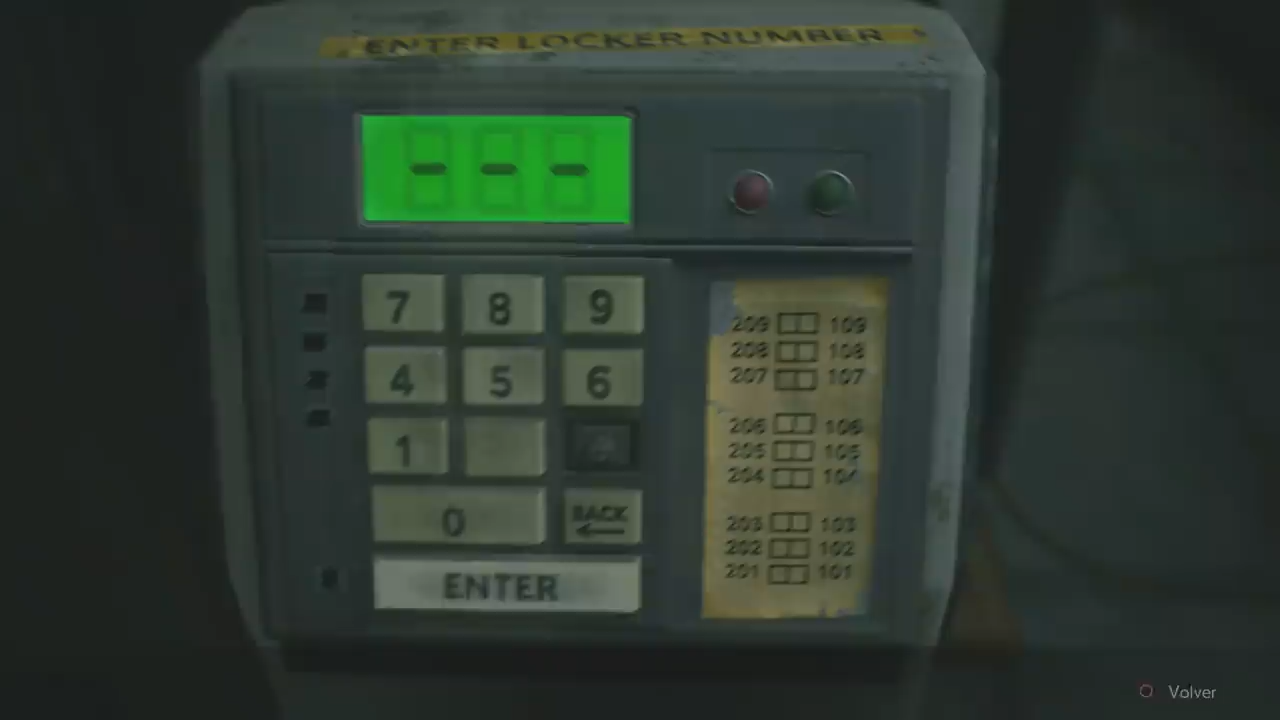 ENTER LOCKER NUMBER
- - -
7 8 9
4 5 6
1
0 BACK
ENTER
209 109
208 108
207 107
206 106
205 105
204 104
203 103
202 102
201 101
Volver